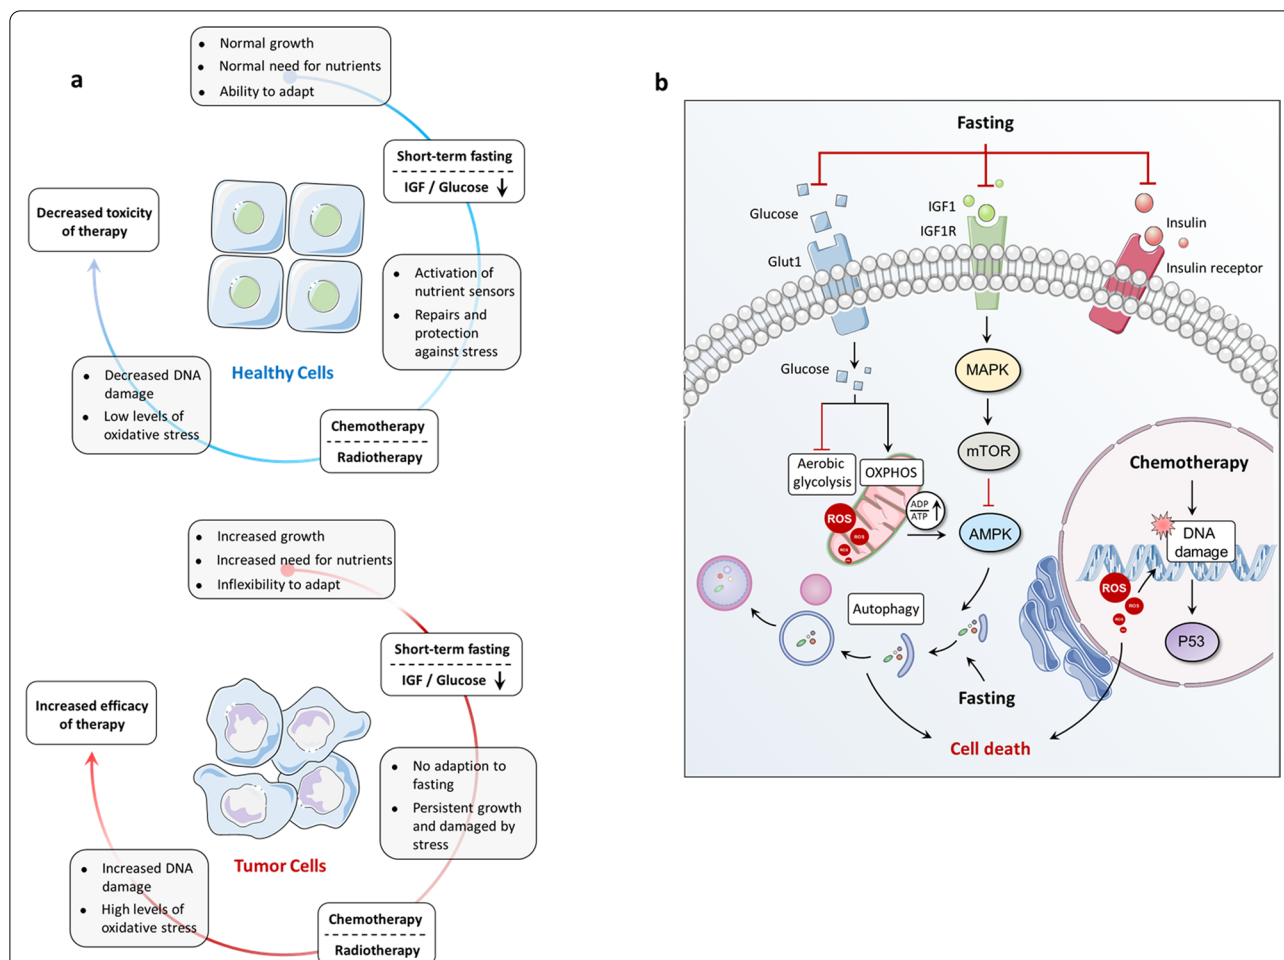 a
• Normal growth
• Normal need for nutrients
• Ability to adapt
Short-term fasting
IGF / Glucose ↓
Decreased toxicity
of therapy
• Activation of
nutrient sensors
• Repairs and
protection
against stress
Healthy Cells
• Decreased DNA
damage
• Low levels of
oxidative stress
Chemotherapy
Radiotherapy
• Increased growth
• Increased need for nutrients
• Inflexibility to adapt
Short-term fasting
IGF / Glucose ↓
Increased efficacy
of therapy
• No adaption to
fasting
• Persistent growth
and damaged by
stress
Tumor Cells
• Increased DNA
damage
• High levels of
oxidative stress
Chemotherapy
Radiotherapy
b
Fasting
Glucose
Glut1
IGF1
IGF1R
Insulin
Insulin receptor
Glucose
MAPK
mTOR
Aerobic
glycolysis
OXPHOS
ROS
ROS
ROS
ADP
ATP
AMPK
Autophagy
Fasting
Chemotherapy
DNA
damage
ROS
ROS
ROS
P53
Cell death